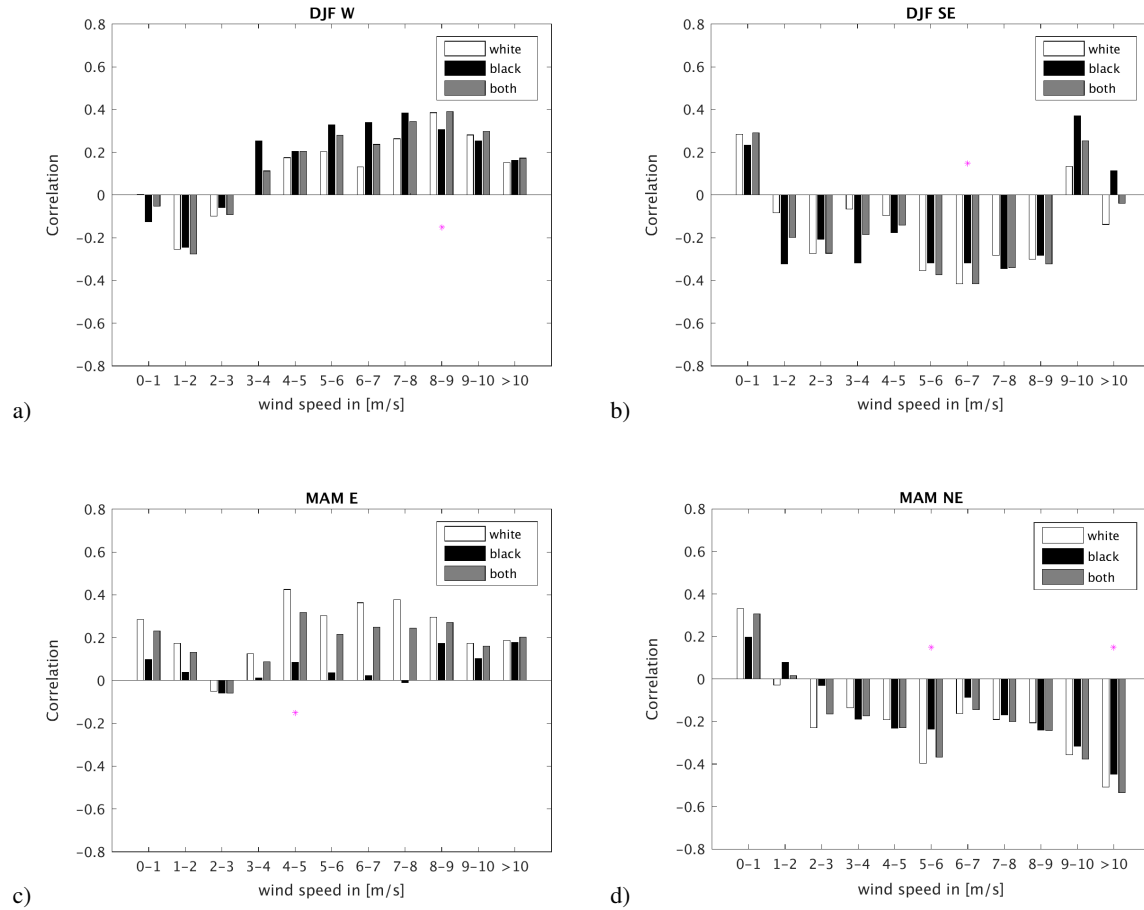 DJF W
0.8
0.6
0.4
0.2
0
−0.2
−0.4
−0.6
−0.8
Correlation
white
black
both
0−1 1−2 2−3 3−4 4−5 5−6 6−7 7−8 8−9 9−10 >10
wind speed in [m/s]
a)
DJF SE
0.8
0.6
0.4
0.2
0
−0.2
−0.4
−0.6
−0.8
Correlation
white
black
both
0−1 1−2 2−3 3−4 4−5 5−6 6−7 7−8 8−9 9−10 >10
wind speed in [m/s]
b)
MAM E
0.8
0.6
0.4
0.2
0
−0.2
−0.4
−0.6
−0.8
Correlation
white
black
both
0−1 1−2 2−3 3−4 4−5 5−6 6−7 7−8 8−9 9−10 >10
wind speed in [m/s]
c)
MAM NE
0.8
0.6
0.4
0.2
0
−0.2
−0.4
−0.6
−0.8
Correlation
white
black
both
0−1 1−2 2−3 3−4 4−5 5−6 6−7 7−8 8−9 9−10 >10
wind speed in [m/s]
d)